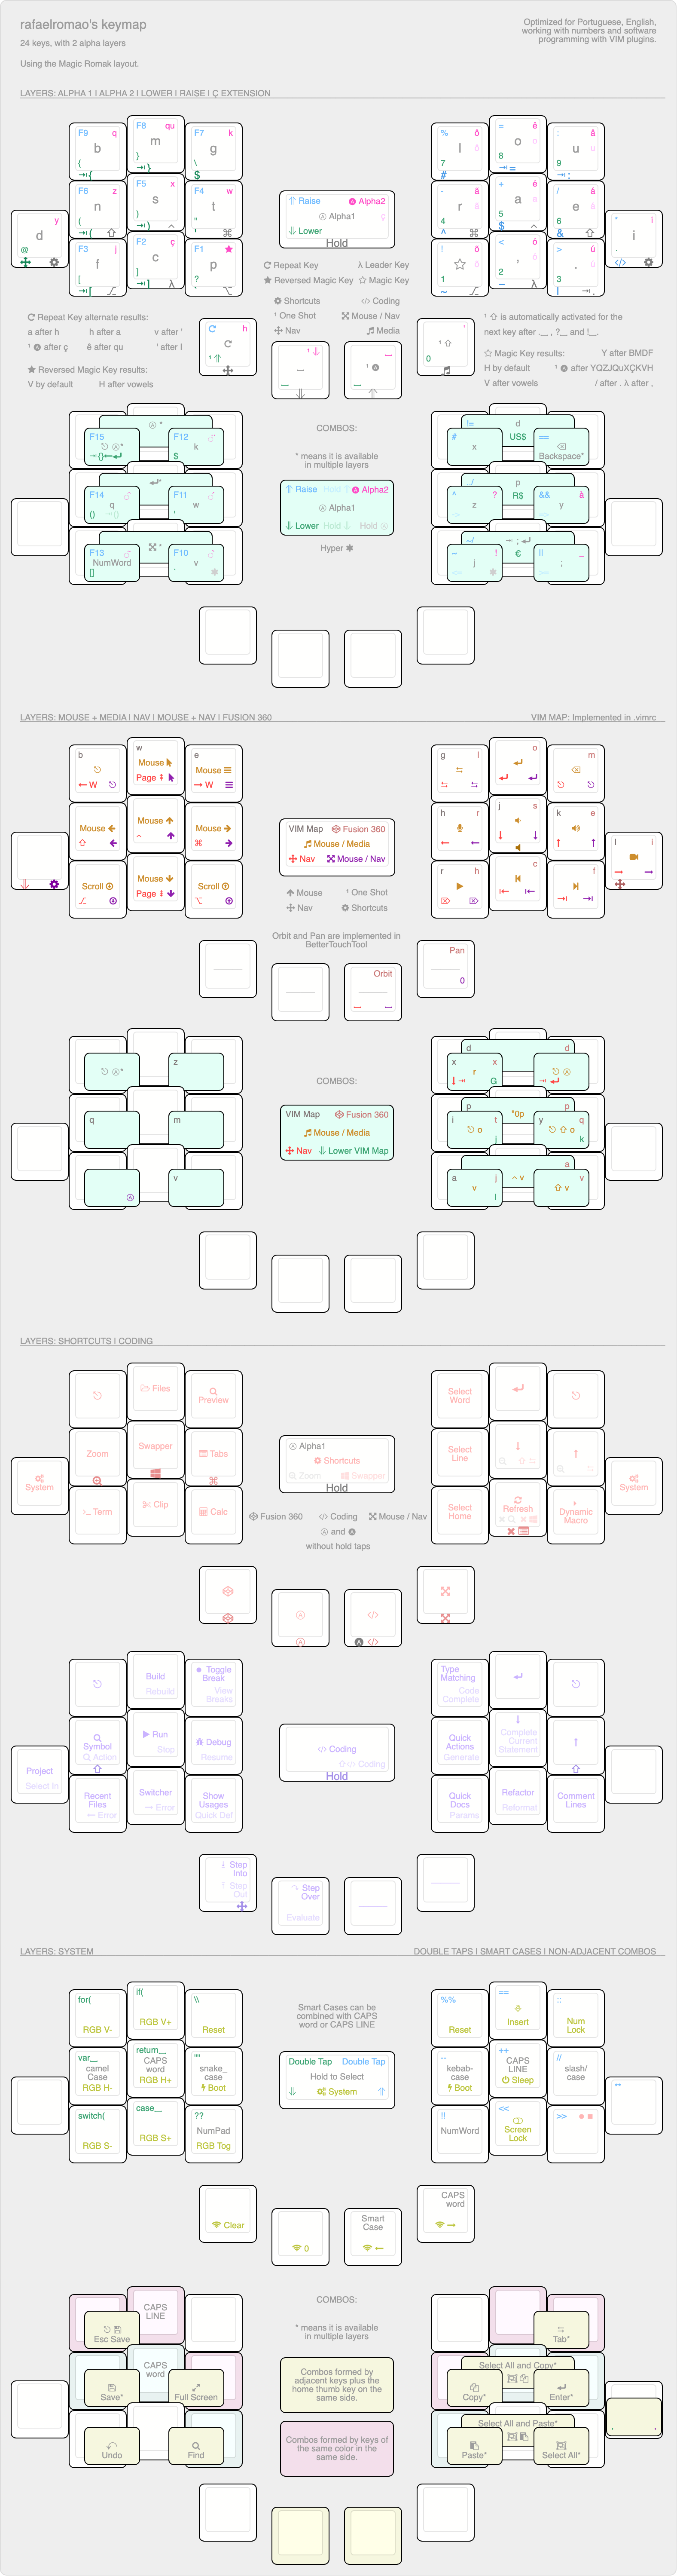 rafaelromao's keymap
24 keys, with 2 alpha layers
Using the Magic Romak layout.
Optimized for Portuguese, English,
working with numbers and software
programming with VIM plugins.
LAYERS: ALPHA 1 | ALPHA 2 | LOWER | RAISE | Ç EXTENSION
F9 q
b
{
F8 qu
m
}
F7 k
g
\
$
% ô
l ó
7
#
= ê
o o
8
=
: â
u u
9
:
F6 z
n
(
F5 x
s
)
F4 w
t
"
'
- ã
r á
4
^
+ é
a a
5
$
/ á
e é
6
&
y
d
@
* i
i
.
F3 j
f
[
F2 ç
c
]
F1
p
?
`
!
1
~
< ò
,
2
> ú
.
3
|
Raise Alpha2
Alpha1 ç
Lower
Hold
Repeat Key λ Leader Key
Reversed Magic Key Magic Key
Shortcuts Coding
One Shot Mouse / Nav
Nav Media
Repeat Key alternate results:
a after h h after a v after '
after ç ê after qu ' after l
Reversed Magic Key results:
V by default H after vowels
h
0
is automatically activated for the
next key after .__ , ?__ and !__.
Magic Key results: Y after BMDF
H by default after YQZJQuXÇKVH
V after vowels / after . λ after ,
COMBOS:
* means it is available
in multiple layers
Raise Hold Alpha2
Alpha1
Lower Hold Hold
Hyper
F15
F12
k
$
F14
q
()
F11
w
'
F13
NumWord
[]
F10
v
#
x
!= d
US$
==
Backspace*
^ ?
z
p
R$
&& à
y
~ !
j
€
|| _
;
LAYERS: MOUSE + MEDIA | NAV | MOUSE + NAV | FUSION 360
VIM MAP: Implemented in .vimrc
b
W
w
Mouse
Page
e
Mouse
W
g l
o
m
Mouse
Mouse
Mouse
h r
j s
k e
l i
Scroll
Mouse
Page
Scroll
r h
c
f
VIM Map Fusion 360
Mouse / Media
Nav Mouse / Nav
Mouse One Shot
Nav Shortcuts
Orbit and Pan are implemented in
BetterTouchTool
Orbit
Pan
0
COMBOS:
VIM Map Fusion 360
Mouse / Media
Nav Lower VIM Map
z
q
m
v
d d
x x
r
G
p p
"0p
i t
o
j
y q
o
k
a
v
a j
v
l
v
v
LAYERS: SHORTCUTS | CODING
Files
Preview
Zoom
Swapper
Tabs
System
Term
Clip
Calc
Alpha1
Shortcuts
Zoom Swapper
Hold
Fusion 360 Coding Mouse / Nav
and
without hold taps
Select
Word
Select
Line
Select
Home
Refresh
Dynamic
Macro
System
Build
Rebuild
Toggle
Break
View
Breaks
Symbol
Action
Run
Stop
Debug
Resume
Project
Select In
Recent
Files
Error
Switcher
Error
Show
Usages
Quick Def
Coding
Coding
Hold
Type
Matching
Code
Complete
Quick
Actions
Generate
Complete
Current
Statement
Quick
Docs
Params
Refactor
Reformat
Comment
Lines
Step
Into
Step
Out
Step
Over
Evaluate
LAYERS: SYSTEM
DOUBLE TAPS | SMART CASES | NON-ADJACENT COMBOS
for(
RGB V-
if(
RGB V+
\\
Reset
var__
camel
Case
RGB H-
return__
CAPS
word
RGB H+
""
snake_
case
Boot
switch(
RGB S-
case__
RGB S+
??
NumPad
RGB Tog
Smart Cases can be
combined with CAPS
word or CAPS LINE
Double Tap Double Tap
Hold to Select
System
%%
Reset
==
Insert
::
Num
Lock
--
kebab-
case
Boot
++
CAPS
LINE
Sleep
//
slash/
case
**
!!
NumWord
<<
Screen
Lock
>>
Clear
0
Smart
Case
CAPS
word
COMBOS:
* means it is available
in multiple layers
Combos formed by
adjacent keys plus the
home thumb key on the
same side.
Combos formed by keys of
the same color in the
same side.
CAPS
LINE
Esc Save
CAPS
word
Save*
Full Screen
Undo
Find
Tab*
Select All and Copy*
Copy*
Enter*
Select All and Paste*
Paste*
Select All*